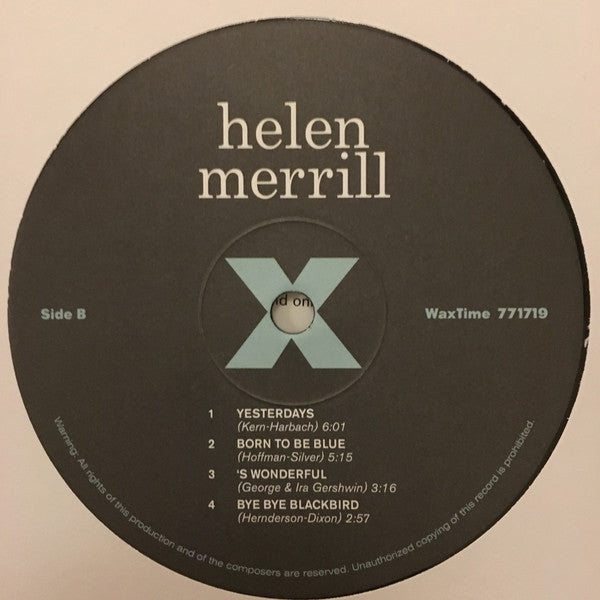 helen
merrill
X
id on
Side B
WaxTime 771719
1 YESTERDAYS
(Kern-Harbach) 6:01
2 BORN TO BE BLUE
(Hoffman-Silver) 5:15
3 'S WONDERFUL
(George & Ira Gershwin) 3:16
4 BYE BYE BLACKBIRD
(Hernderson-Dixon) 2:57
Warning: All rights of this production and of the composers are reserved. Unauthorized copying of this record is prohibited.